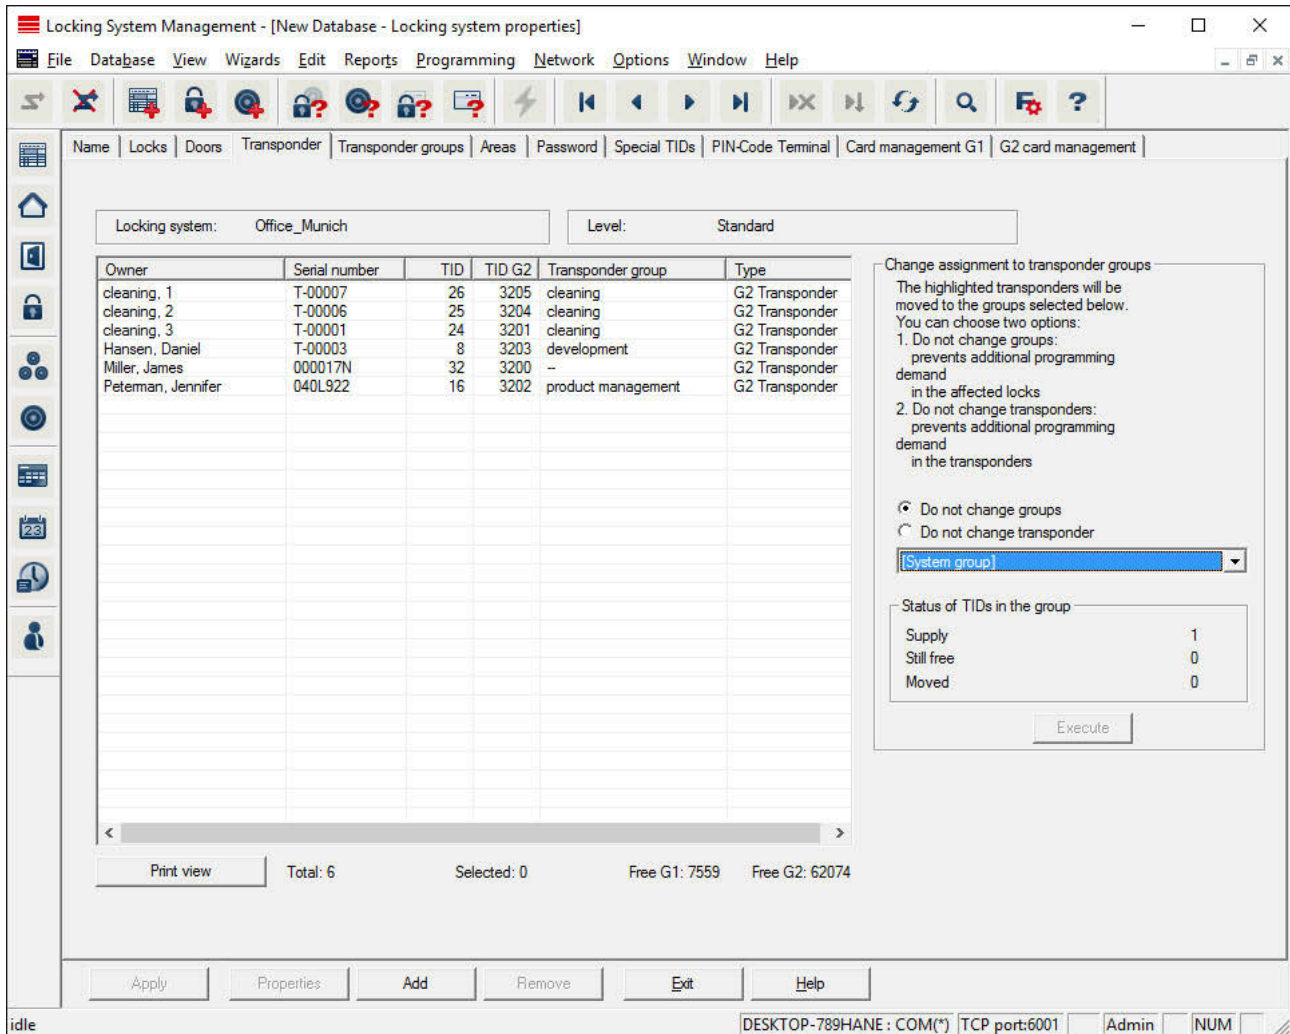 Locking System Management - [New Database - Locking system properties]
File Database View Wizards Edit Reports Programming Network Options Window Help
Name Locks Doors Transponder Transponder groups Areas Password Special TIDs PIN-Code Terminal Card management G1 G2 card management
Locking system: Office_Munich Level: Standard
Owner Serial number TID TID G2 Transponder group Type
cleaning, 1 T-00007 26 3205 cleaning G2 Transponder
cleaning, 2 T-00006 25 3204 cleaning G2 Transponder
cleaning, 3 T-00001 24 3201 cleaning G2 Transponder
Hansen, Daniel T-00003 8 3203 development G2 Transponder
Miller, James 000017N 32 3200 -- G2 Transponder
Peterman, Jennifer 040L922 16 3202 product management G2 Transponder
Change assignment to transponder groups
The highlighted transponders will be
moved to the groups selected below.
You can choose two options:
1. Do not change groups:
prevents additional programming
demand
in the affected locks
2. Do not change transponders:
prevents additional programming
demand
in the transponders
Do not change groups
Do not change transponder
[System group]
Status of TIDs in the group
Supply 1
Still free 0
Moved 0
Execute
23
Print view Total: 6 Selected: 0 Free G1: 7559 Free G2: 62074
Apply Properties Add Remove Exit Help
idle DESKTOP-789HANE : COM(*) TCP port:6001 Admin NUM